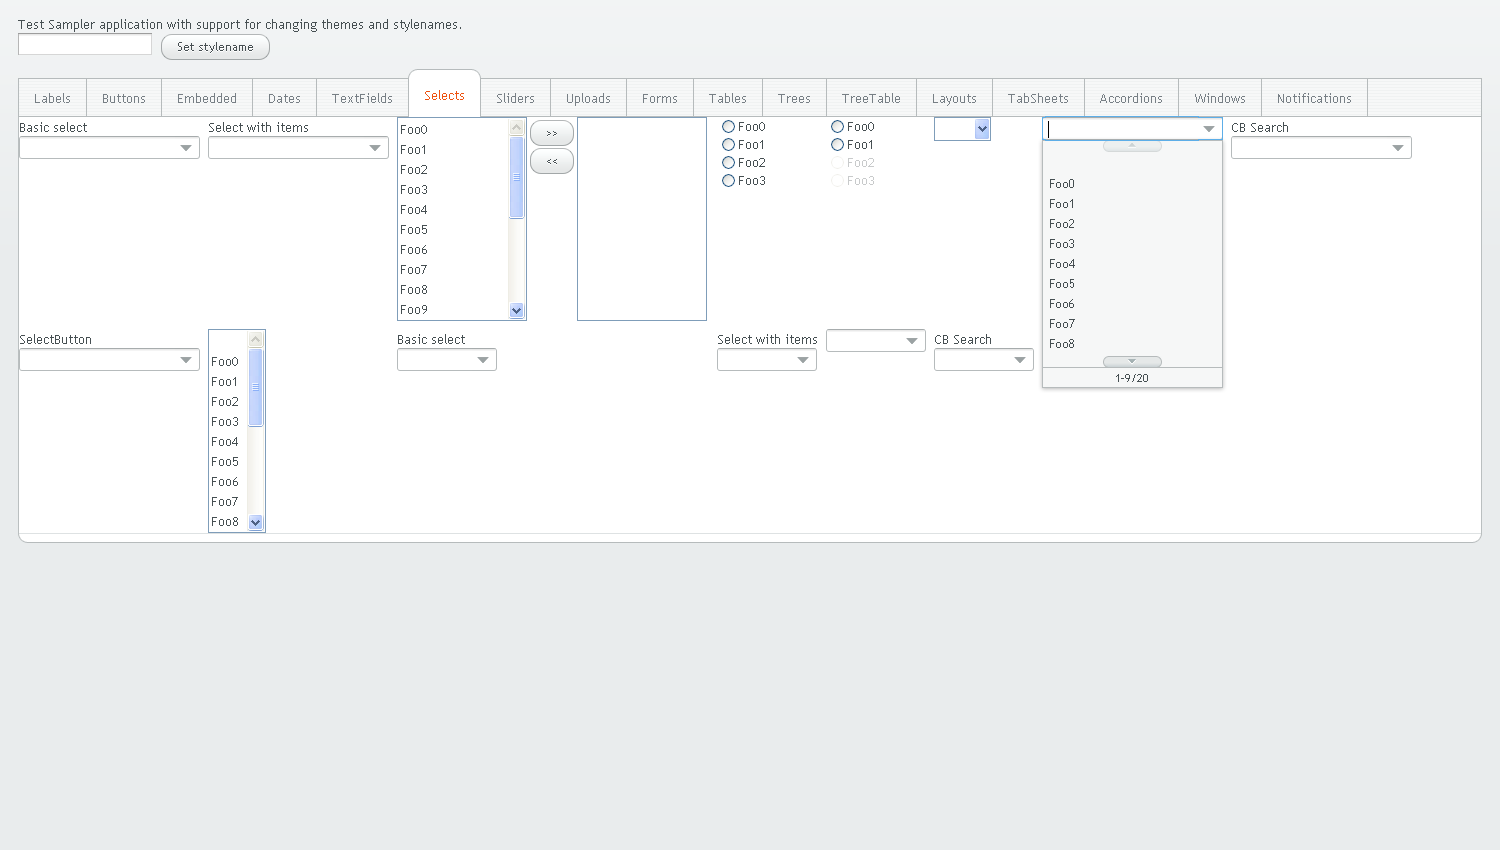 Test Sampler application with support for changing themes and stylenames.
Set stylename
Labels Buttons Embedded Dates TextFields Selects Sliders Uploads Forms Tables Trees TreeTable Layouts TabSheets Accordions Windows Notifications
Basic select
Select with items
Foo0
Foo1
Foo2
Foo3
Foo4
Foo5
Foo6
Foo7
Foo8
Foo9
>>
<<
Foo0
Foo1
Foo2
Foo3
Foo0
Foo1
Foo2
Foo3
Foo0
Foo1
Foo2
Foo3
Foo4
Foo5
Foo6
Foo7
Foo8
1-9/20
CB Search
SelectButton
Foo0
Foo1
Foo2
Foo3
Foo4
Foo5
Foo6
Foo7
Foo8
Basic select
Select with items
CB Search